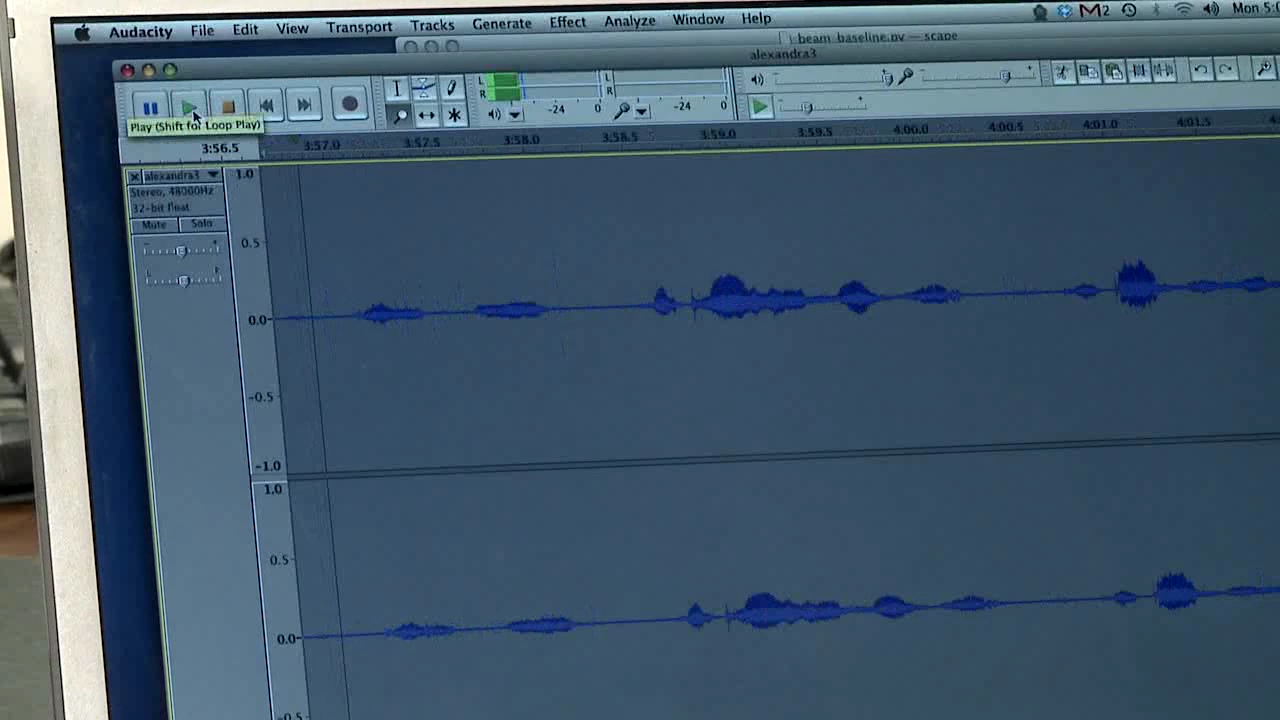 Audacity File Edit View Transport Tracks Generate Effect Analyze Window Help M2 Mon 5:0
beam_baseline.py — scape
alexandra3
L L
R R
-24 0 -24 0
Play (Shift for Loop Play)
3:56.5 3:57.0 3:57.5 3:58.0 3:58.5 3:59.0 3:59.5 4:00.0 4:00.5 4:01.0 4:01.5 4
alexandra3
Stereo, 48000Hz
32-bit float
Mute Solo
- +
L R
1.0
0.5
0.0
-0.5
-1.0
1.0
0.5
0.0
-0.5